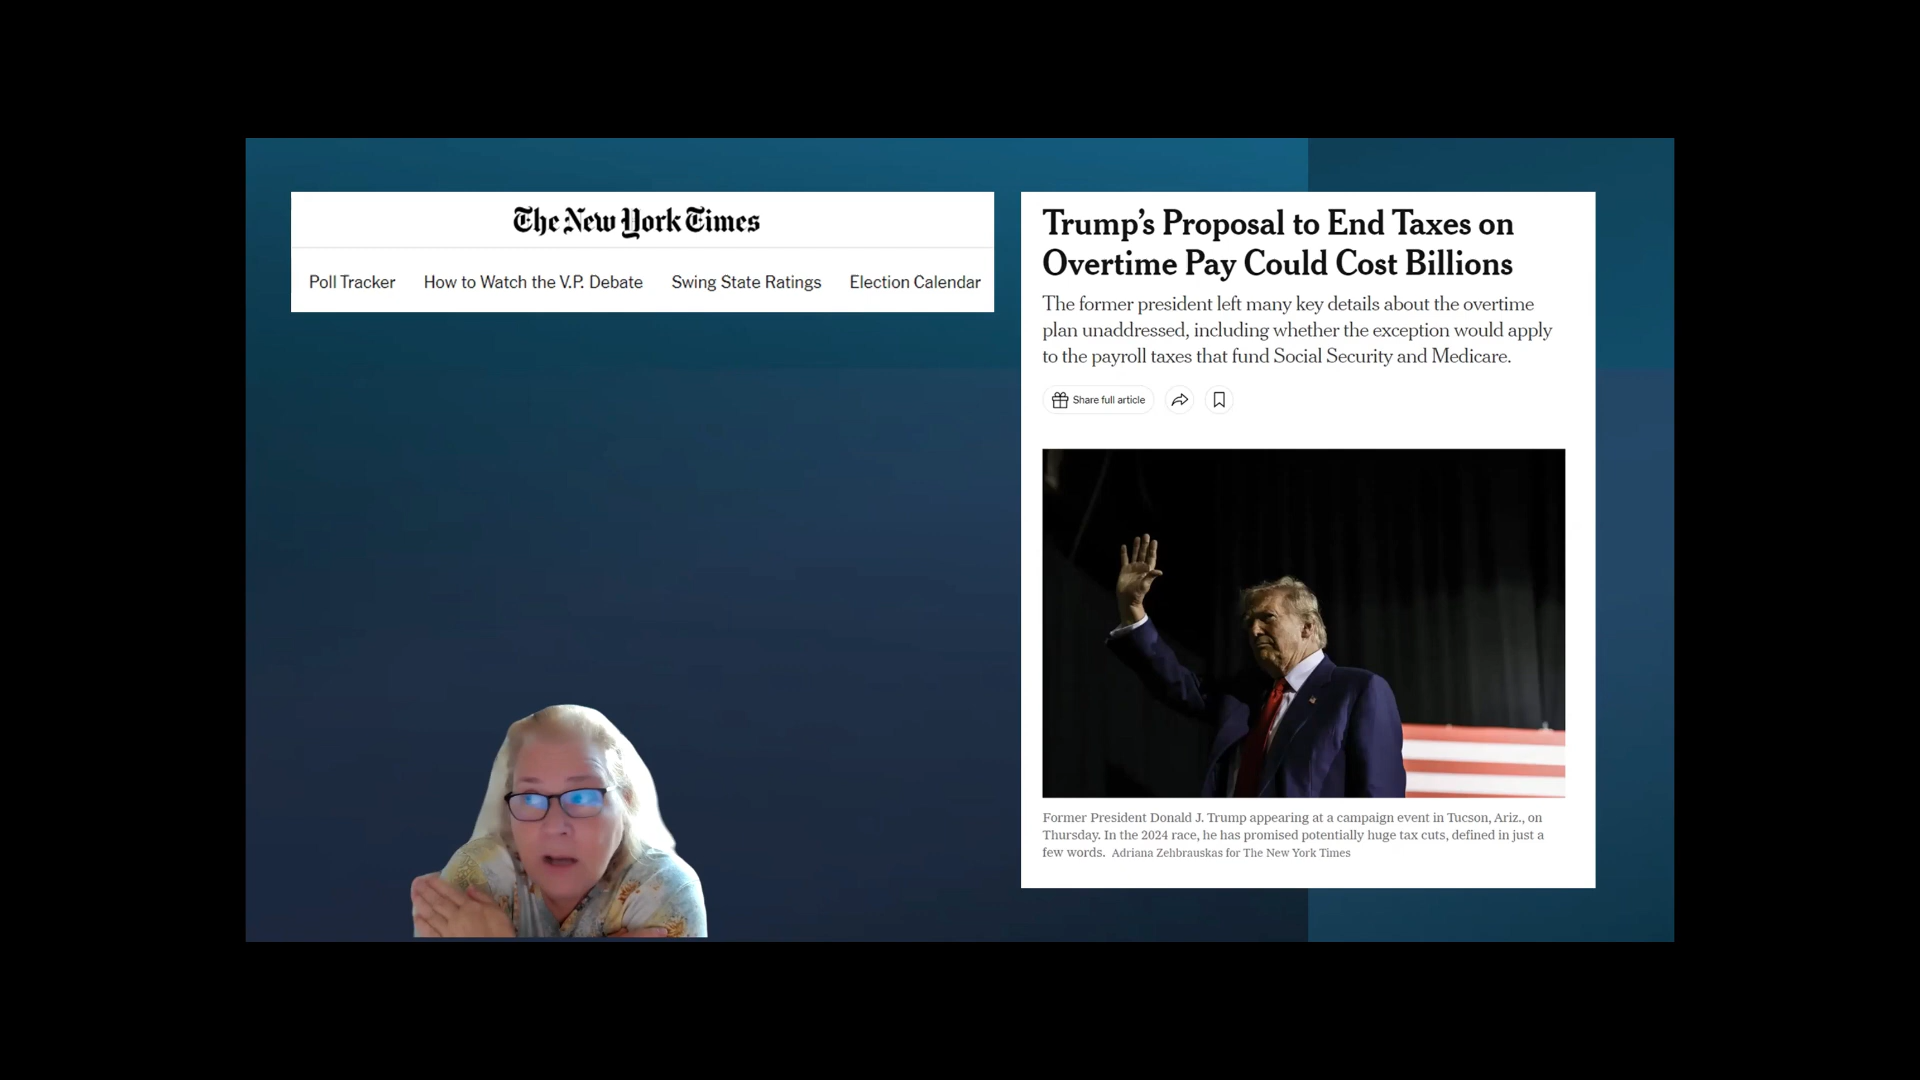 The New York Times
Poll Tracker How to Watch the V.P. Debate Swing State Ratings Election Calendar
Trump's Proposal to End Taxes on
Overtime Pay Could Cost Billions
The former president left many key details about the overtime
plan unaddressed, including whether the exception would apply
to the payroll taxes that fund Social Security and Medicare.
Share full article
Former President Donald J. Trump appearing at a campaign event in Tucson, Ariz., on
Thursday. In the 2024 race, he has promised potentially huge tax cuts, defined in just a
few words. Adriana Zehbrauskas for The New York Times